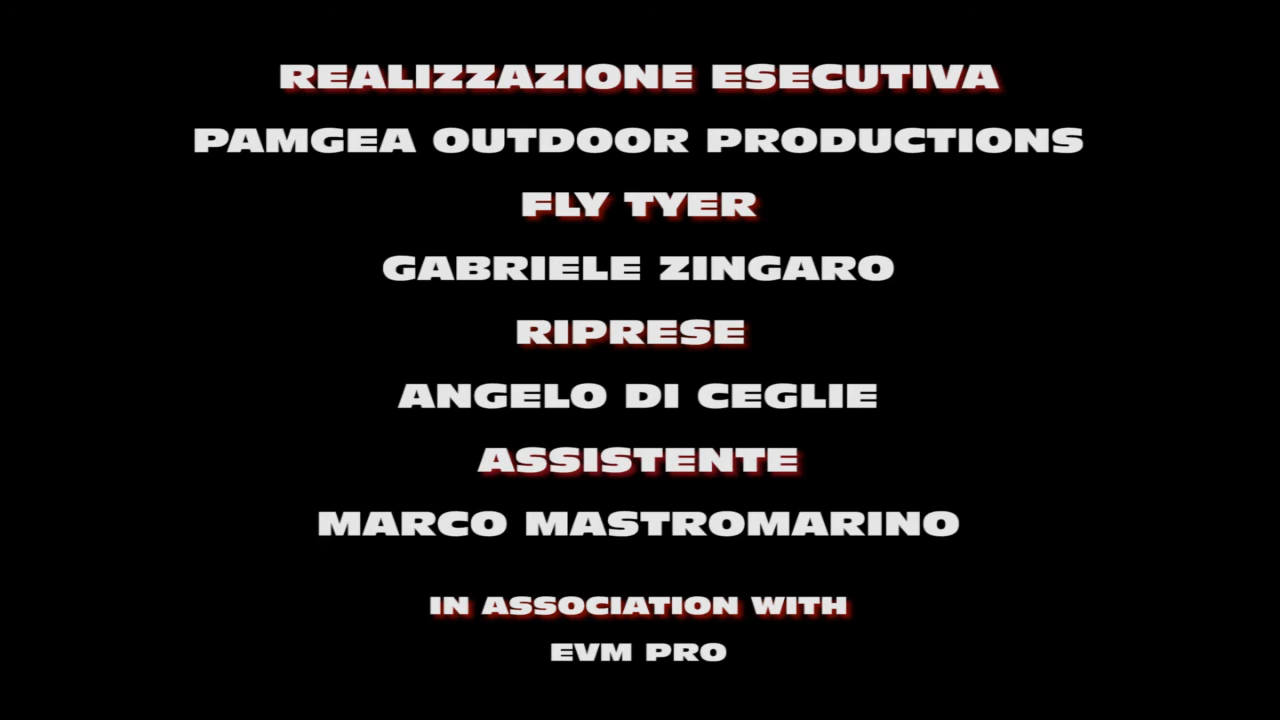 REALIZZAZIONE ESECUTIVA
PAMGEA OUTDOOR PRODUCTIONS
FLY TYER
GABRIELE ZINGARO
RIPRESE
ANGELO DI CEGLIE
ASSISTENTE
MARCO MASTROMARINO
IN ASSOCIATION WITH
EVM PRO